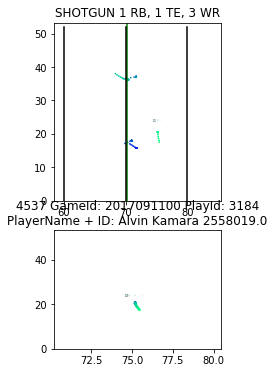 SHOTGUN 1 RB, 1 TE, 3 WR
50
40
30
20
10
0
60 70 80
4537 GameId: 2017091100 PlayId: 3184
PlayerName + ID: Alvin Kamara 2558019.0
40
20
0
72.5 75.0 77.5 80.0